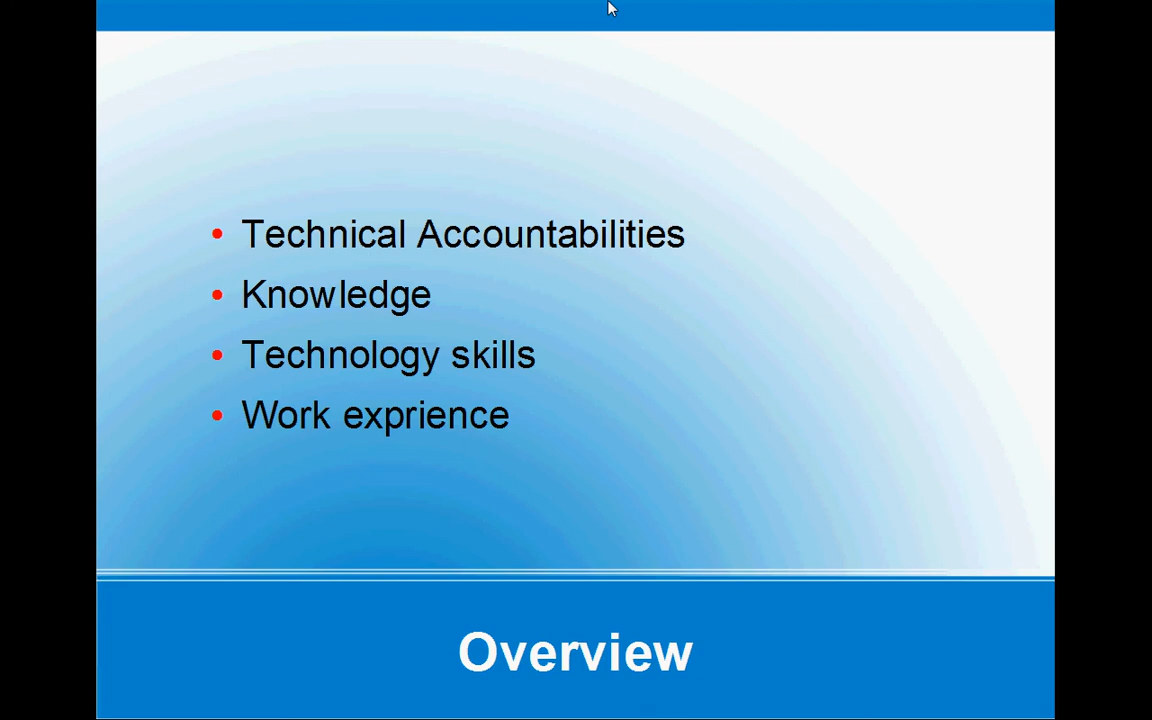 • Technical Accountabilities
• Knowledge
• Technology skills
• Work exprience
Overview